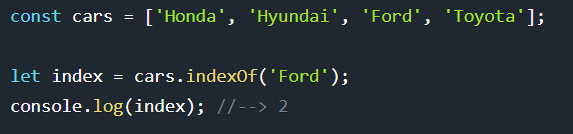 const cars = ['Honda', 'Hyundai', 'Ford', 'Toyota'];
let index = cars.indexOf('Ford');
console.log(index); //--> 2